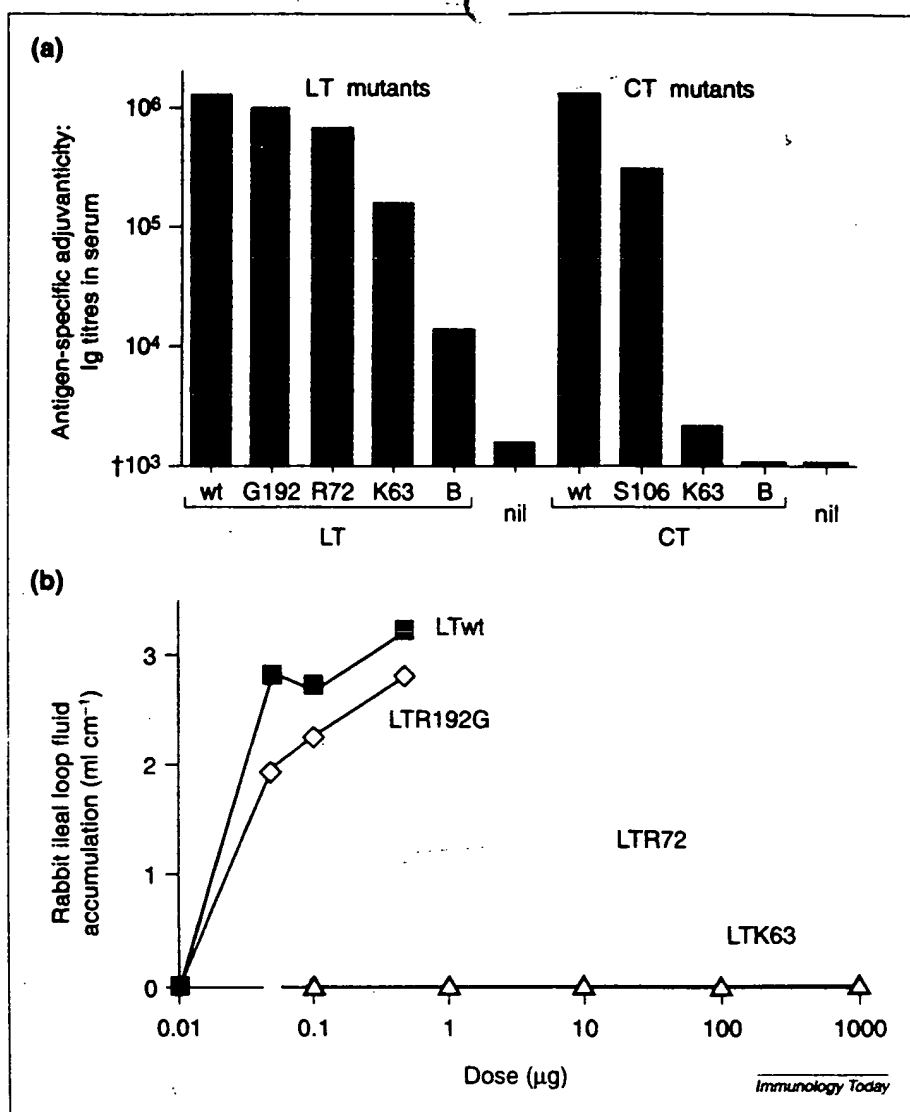 (a)
LT mutants
CT mutants
Antigen-specific adjuvanticity:
Ig titres in serum
10⁶
10⁵
10⁴
†10³
wt G192 R72 K63 B nil wt S106 K63 B nil
LT CT
(b)
Rabbit ileal loop fluid
accumulation (ml cm⁻¹)
3
2
1
0
LTwt
LTR192G
LTR72
LTK63
0.01 0.1 1 10 100 1000
Dose (µg)
Immunology Today